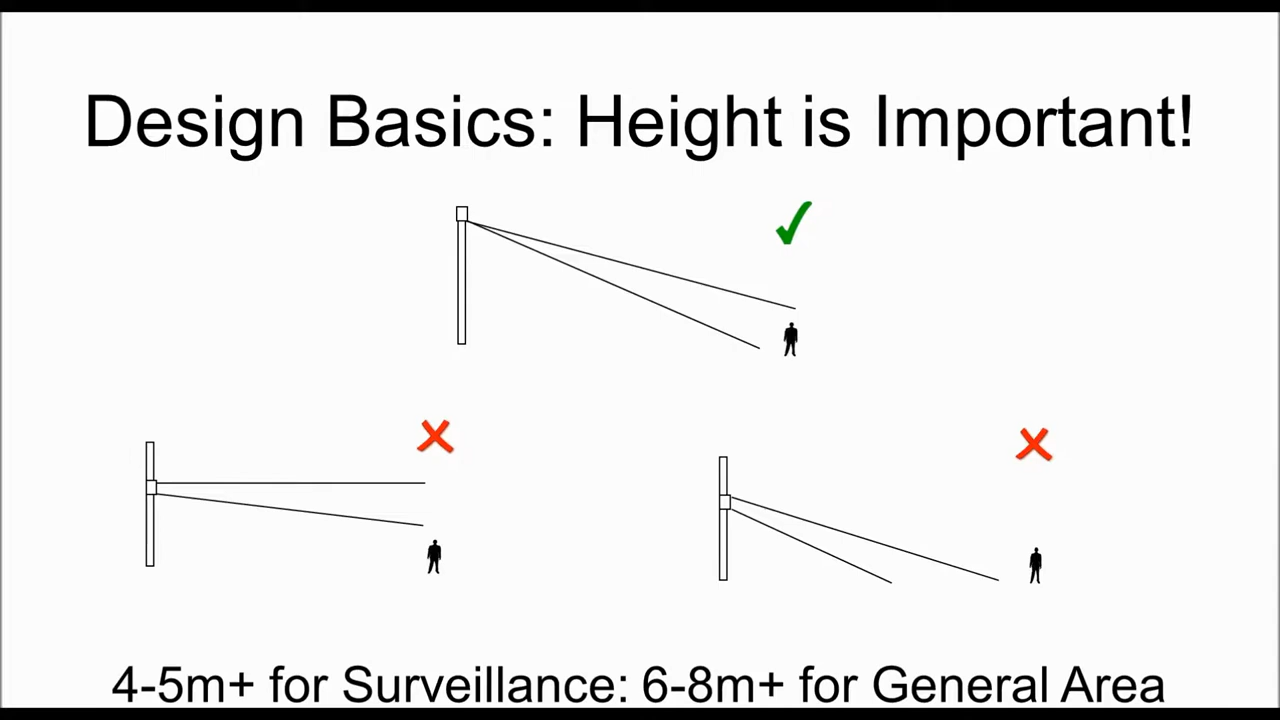 Design Basics: Height is Important!
4-5m+ for Surveillance: 6-8m+ for General Area